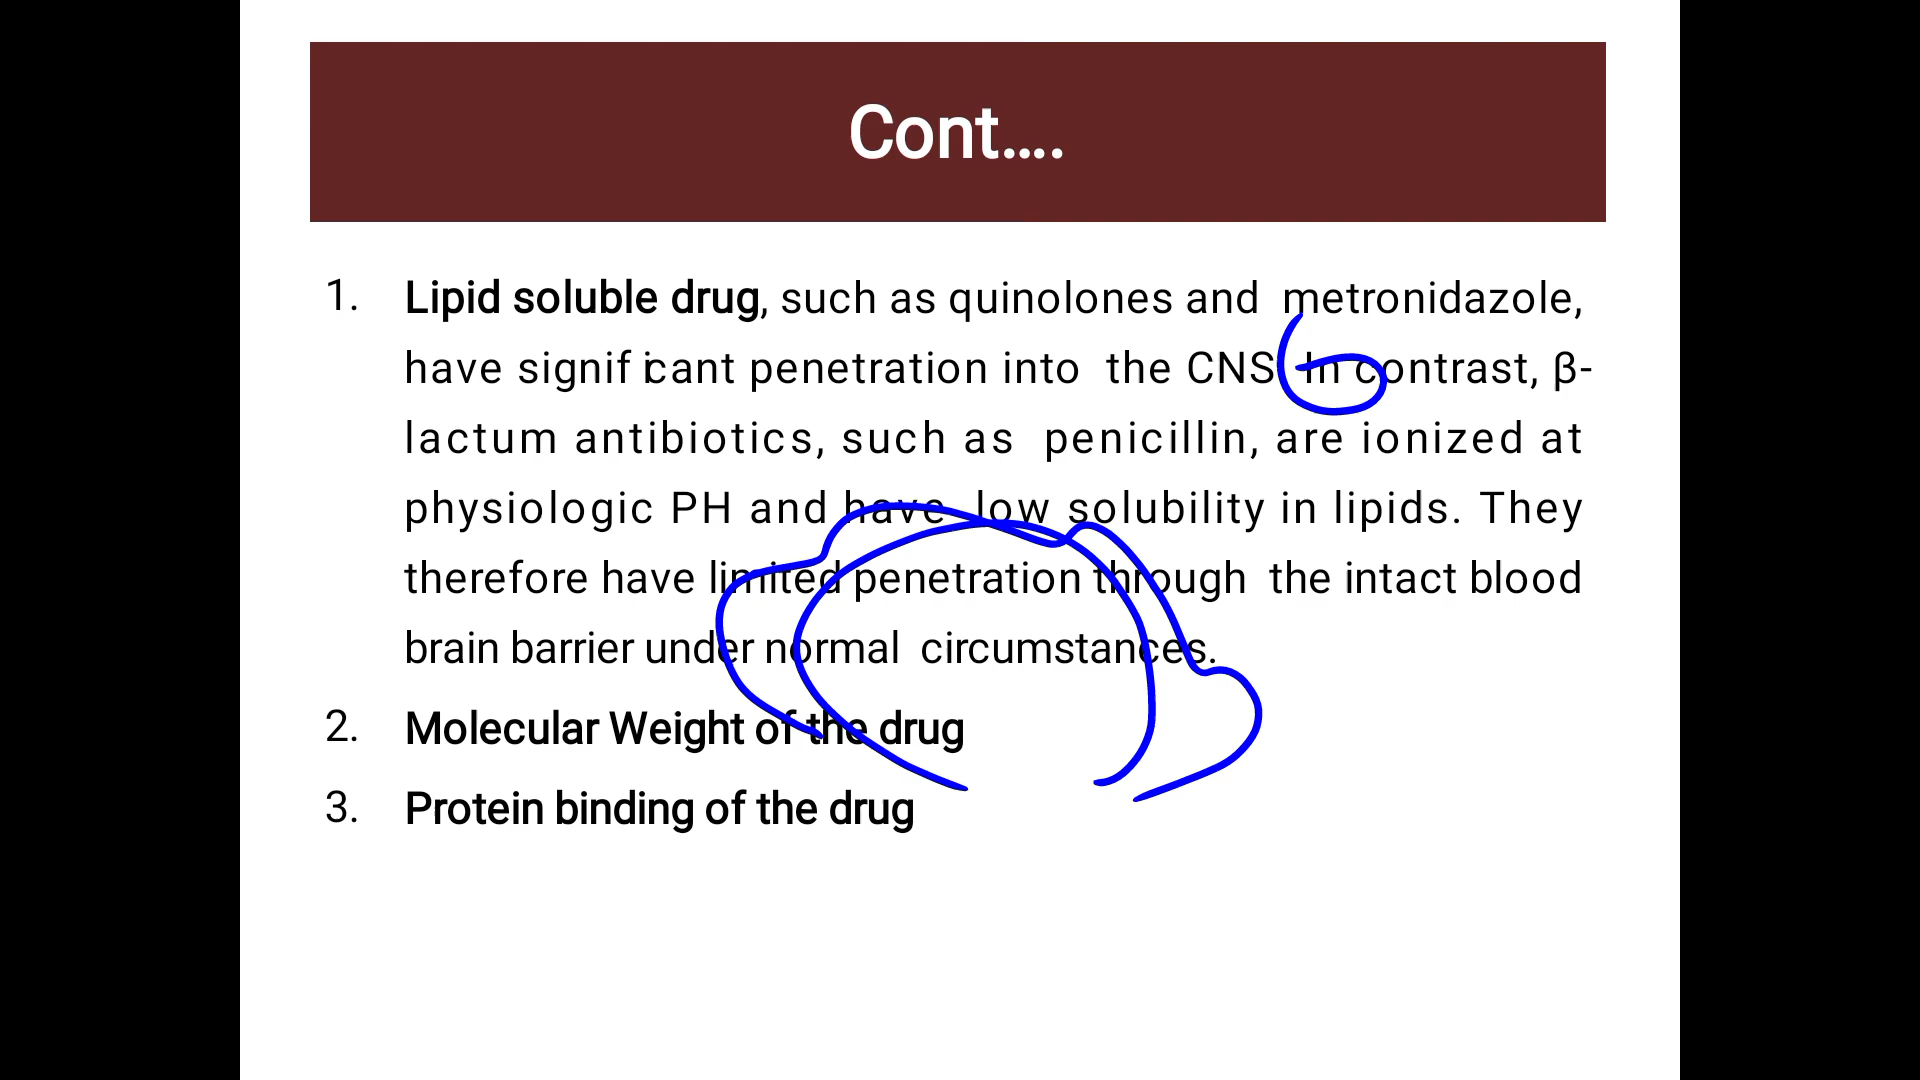 Cont....
1. Lipid soluble drug, such as quinolones and metronidazole,
have significant penetration into the CNS. In contrast, β-
lactum antibiotics, such as penicillin, are ionized at
physiologic PH and have low solubility in lipids. They
therefore have limited penetration through the intact blood
brain barrier under normal circumstances.
2. Molecular Weight of the drug
3. Protein binding of the drug